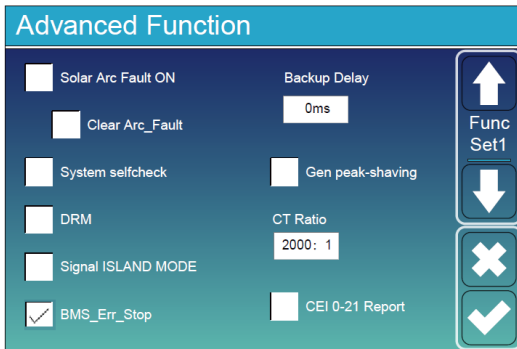 Advanced Function
Solar Arc Fault ON
Backup Delay
0ms
Clear Arc_Fault
System selfcheck
Gen peak-shaving
DRM
CT Ratio
2000: 1
Signal ISLAND MODE
BMS_Err_Stop
CEI 0-21 Report
Func
Set1